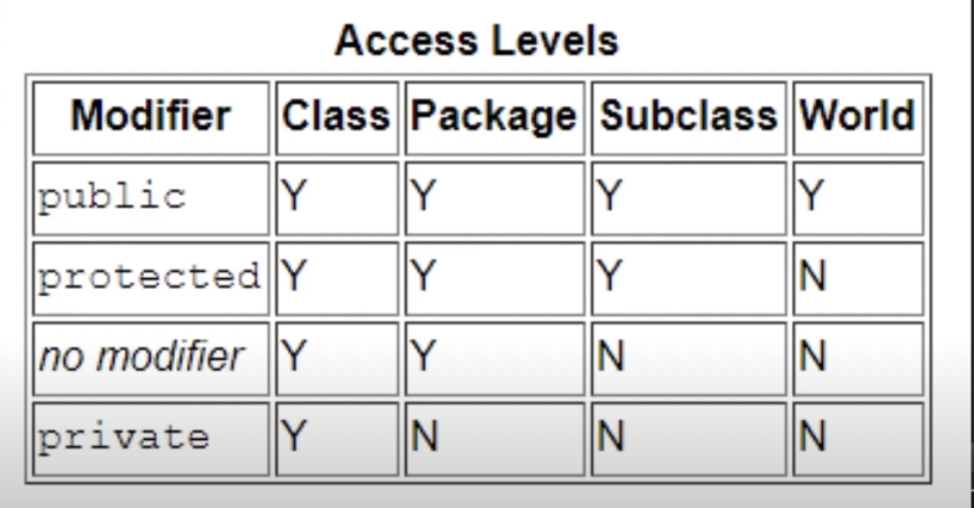 Access Levels
Modifier Class Package Subclass World
public Y Y Y Y
protected Y Y Y N
no modifier Y Y N N
private Y N N N